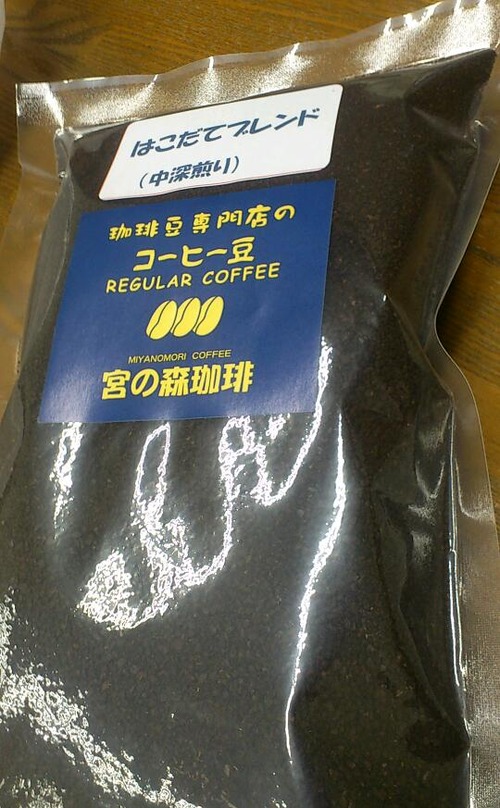 はこだてブレンド
(中深煎り)
珈琲豆専門店の
コーヒー豆
REGULAR COFFEE
MIYANOMORI COFFEE
宮の森珈琲